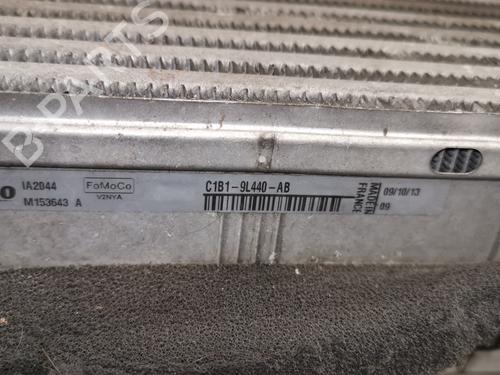 B-PARTS
O IA2044 FoMoCo C1B1-9L440-AB MADE IN FRANCE 09/10/13
M153643 A V2NYA 09